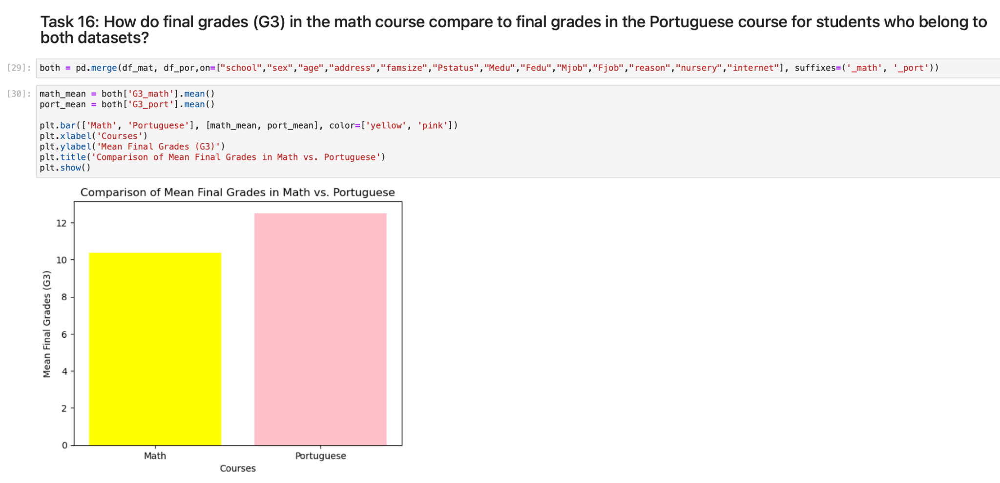 Task 16: How do final grades (G3) in the math course compare to final grades in the Portuguese course for students who belong to
both datasets?
[29]: both = pd.merge(df_mat, df_por,on=["school","sex","age","address","famsize","Pstatus","Medu","Fedu","Mjob","Fjob","reason","nursery","internet"], suffixes=('_math', '_port'))
[30]: math_mean = both['G3_math'].mean()
port_mean = both['G3_port'].mean()
plt.bar(['Math', 'Portuguese'], [math_mean, port_mean], color=['yellow', 'pink'])
plt.xlabel('Courses')
plt.ylabel('Mean Final Grades (G3)')
plt.title('Comparison of Mean Final Grades in Math vs. Portuguese')
plt.show()
Comparison of Mean Final Grades in Math vs. Portuguese
Mean Final Grades (G3)
12
10
8
6
4
2
0
Math Portuguese
Courses